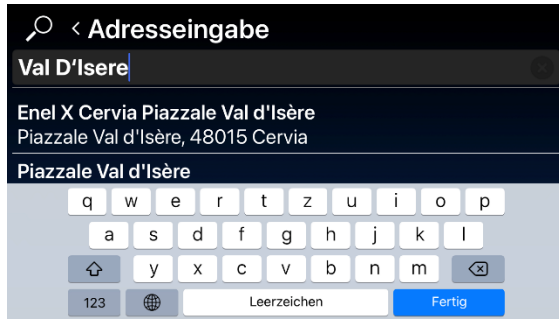 < Adresseingabe
Val D‘Isere
Enel X Cervia Piazzale Val d'Isère
Piazzale Val d'Isère, 48015 Cervia
Piazzale Val d'Isère
q w e r t z u i o p
a s d f g h j k l
y x c v b n m
123 Leerzeichen Fertig